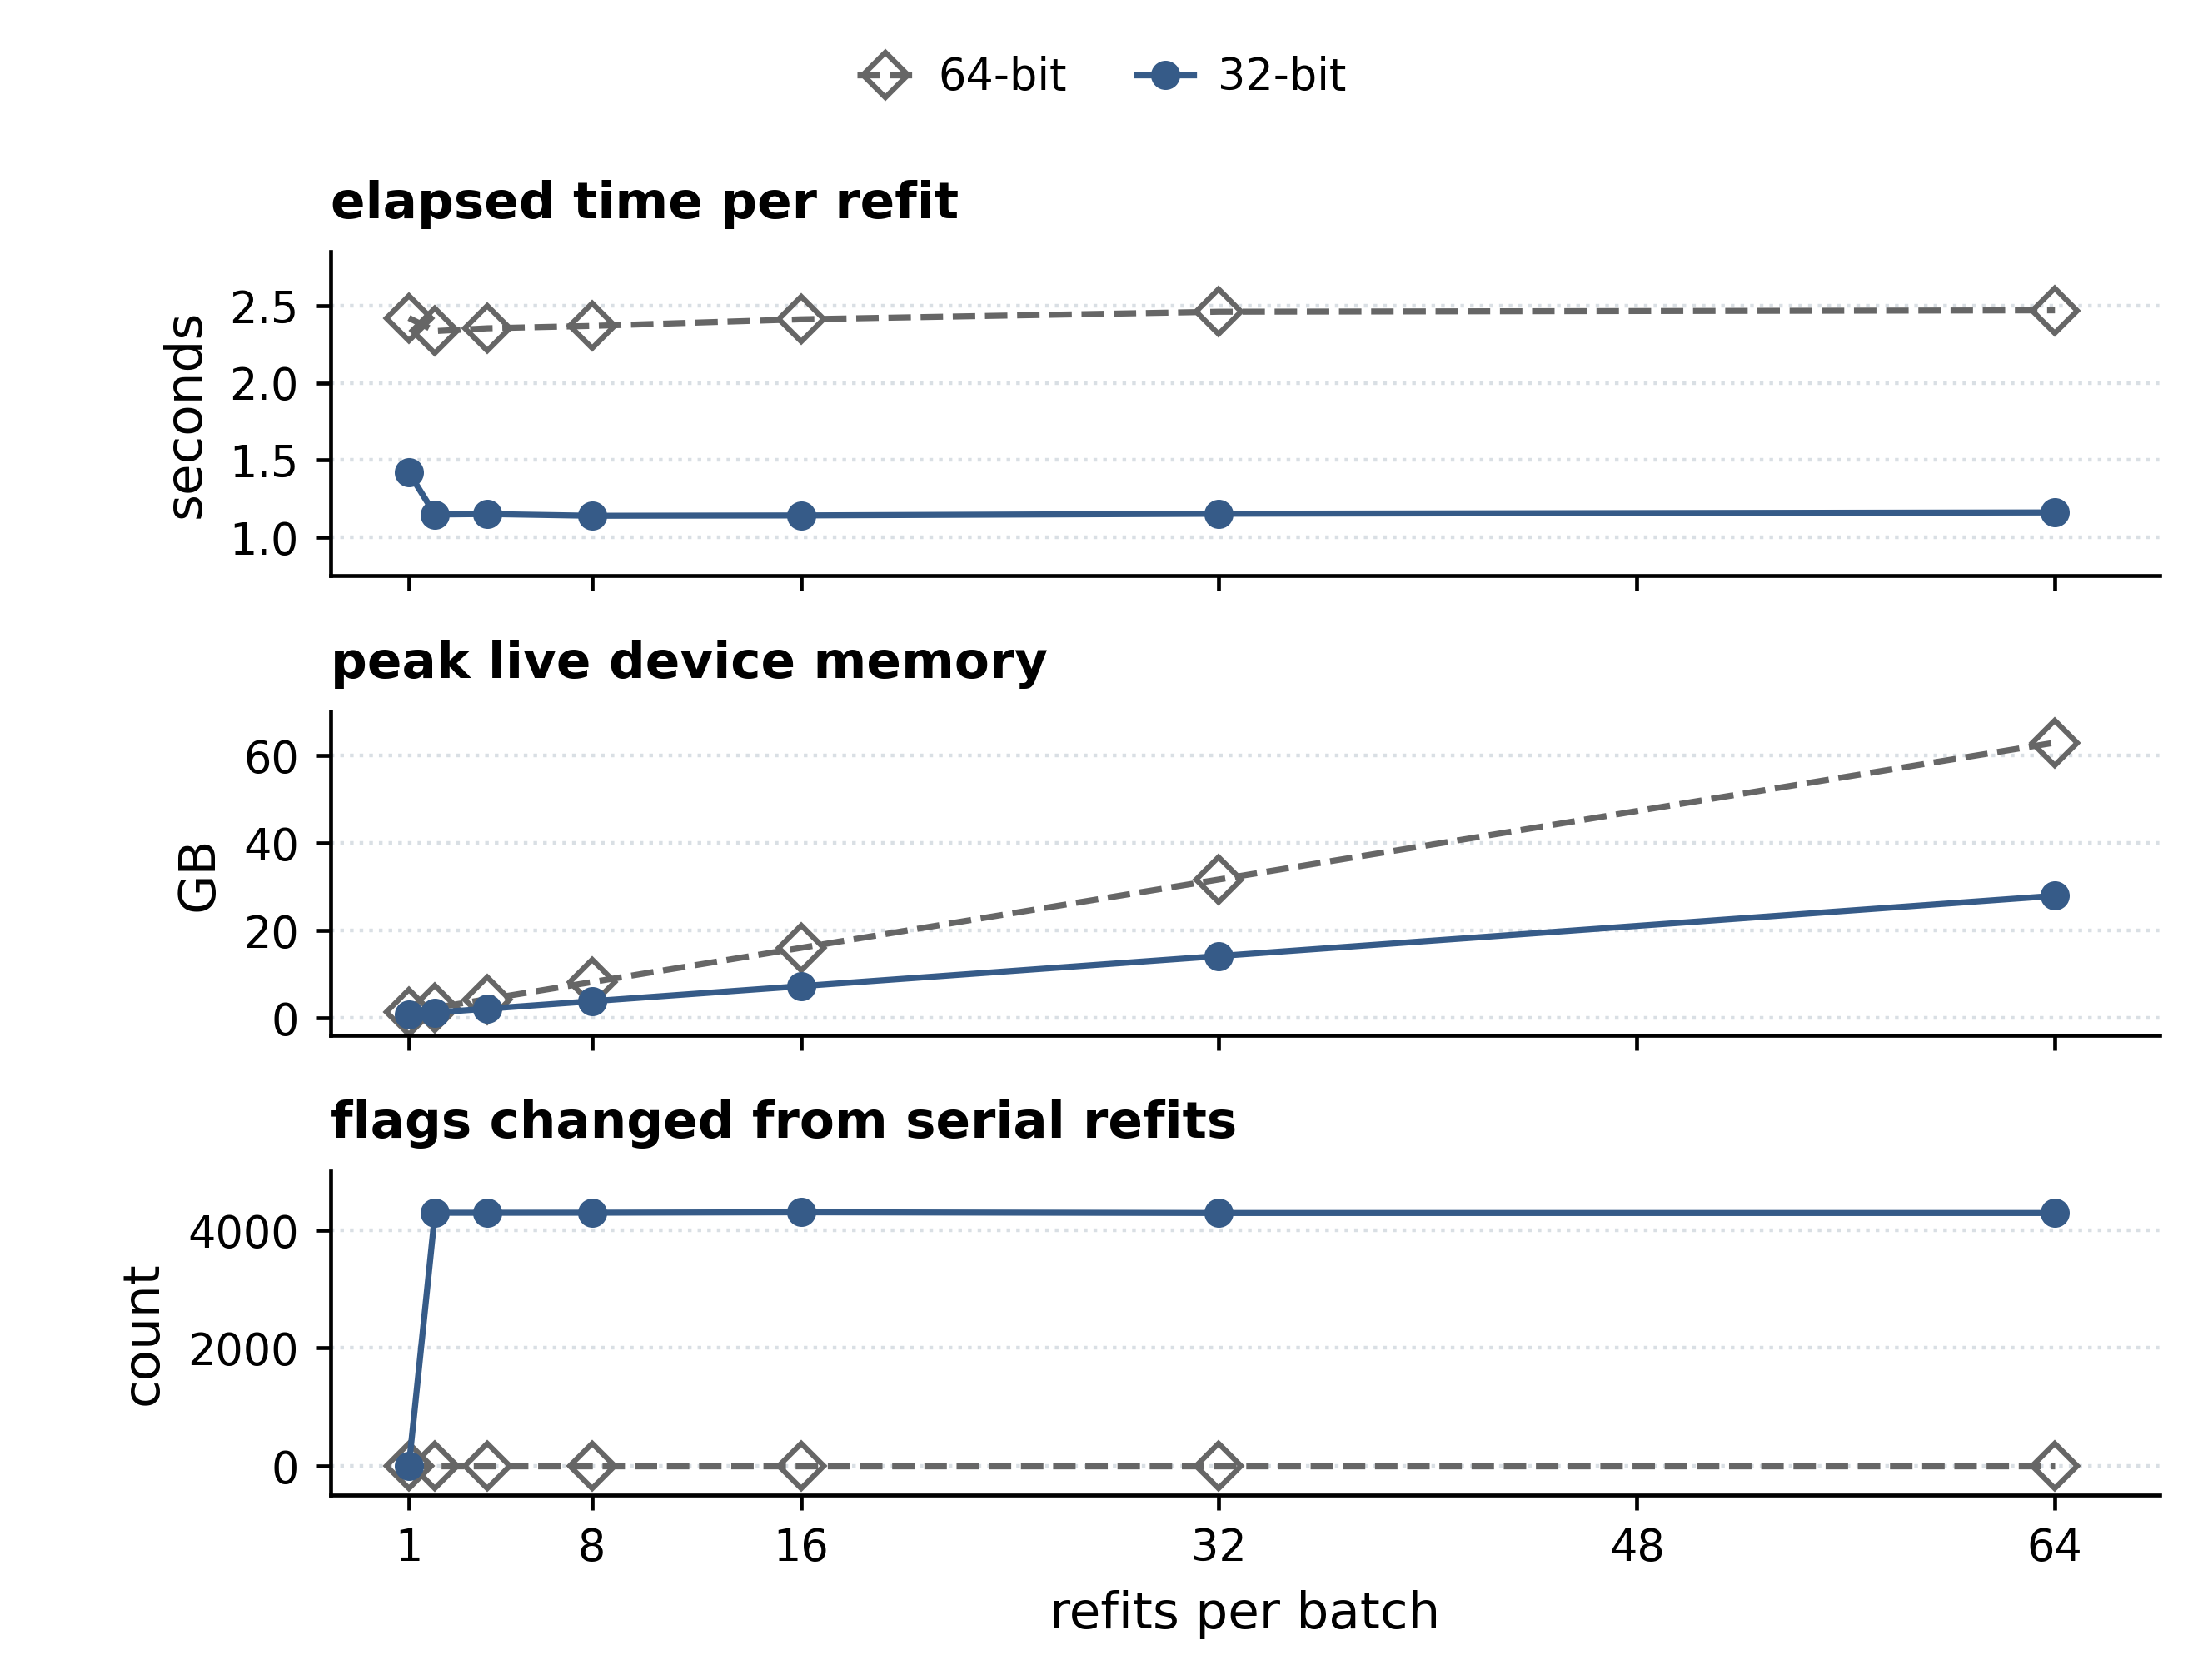 64-bit 32-bit
elapsed time per refit
seconds
2.5
2.0
1.5
1.0
peak live device memory
GB
60
40
20
0
flags changed from serial refits
count
4000
2000
0
1 8 16 32 48 64
refits per batch